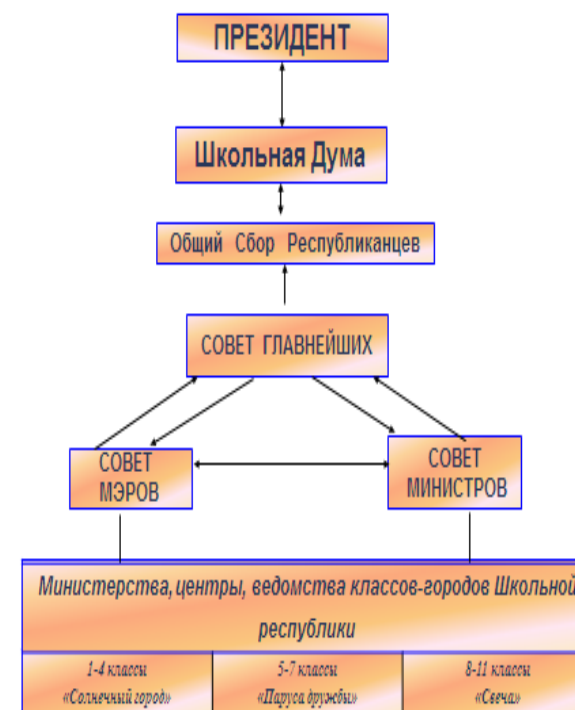 ПРЕЗИДЕНТ
Школьная Дума
Общий Сбор Республиканцев
СОВЕТ ГЛАВНЕЙШИХ
СОВЕТ
МЭРОВ
СОВЕТ
МИНИСТРОВ
Министерства, центры, ведомства классов-городов Школьной
республики
1-4 классы
«Солнечный город»
5-7 классы
«Паруса дружбы»
8-11 классы
«Свеча»